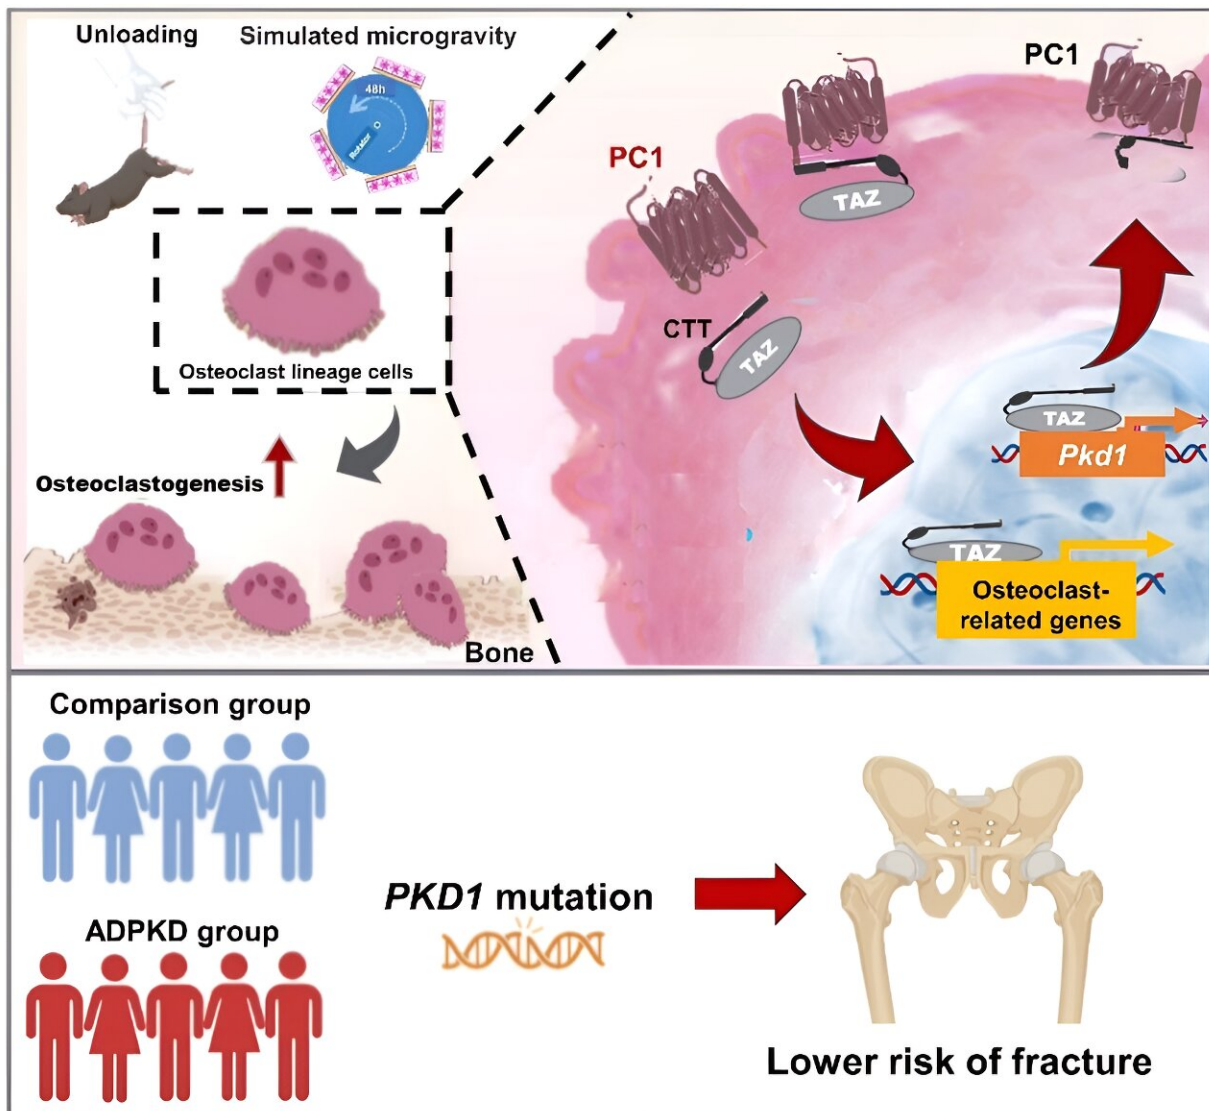 Unloading
Simulated microgravity
48h
Rotator
Osteoclast lineage cells
Osteoclastogenesis
Bone
PC1
PC1
TAZ
CTT
TAZ
TAZ
Pkd1
TAZ
Osteoclast-
related genes
Comparison group
ADPKD group
PKD1 mutation
Lower risk of fracture